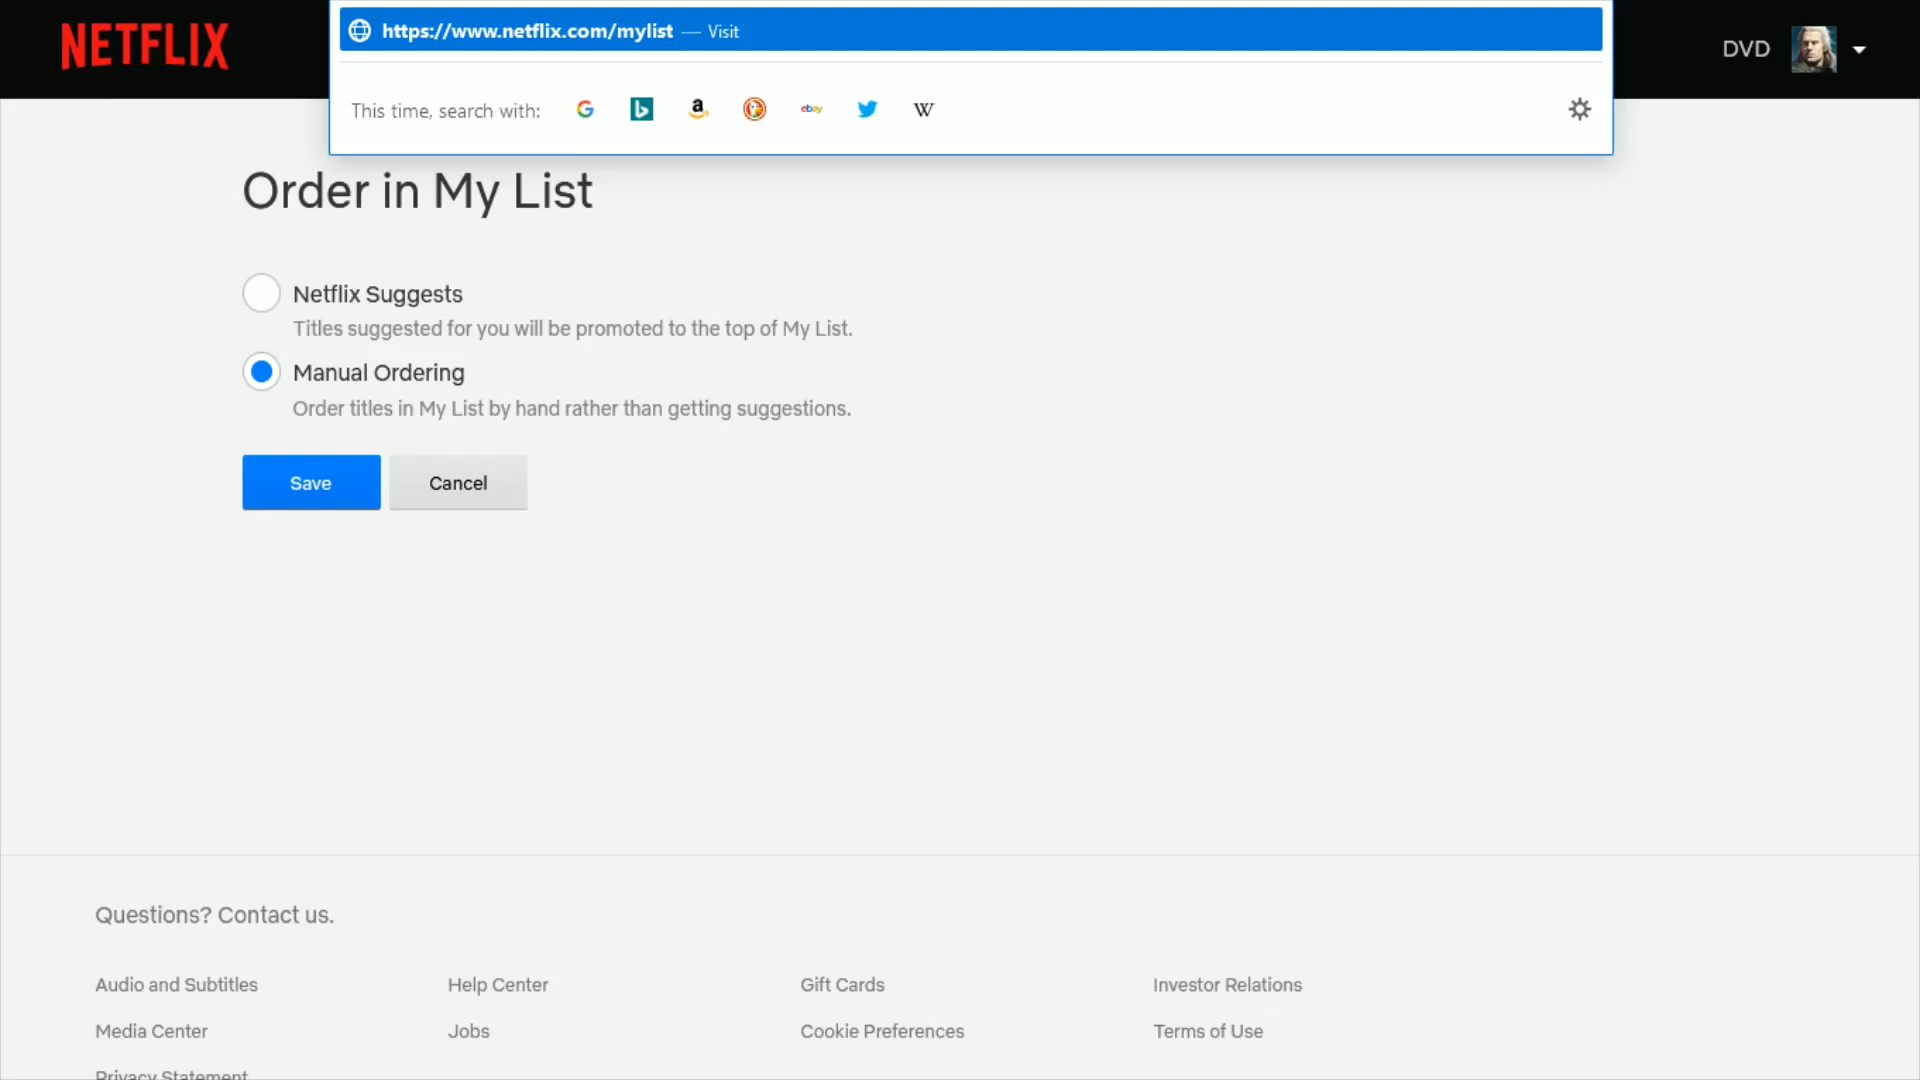 NETFLIX
https://www.netflix.com/mylist — Visit
DVD
This time, search with:
a
ebay
W
Order in My List
Netflix Suggests
Titles suggested for you will be promoted to the top of My List.
Manual Ordering
Order titles in My List by hand rather than getting suggestions.
Save Cancel
Questions? Contact us.
Audio and Subtitles Help Center Gift Cards Investor Relations
Media Center Jobs Cookie Preferences Terms of Use
Privacy Statement